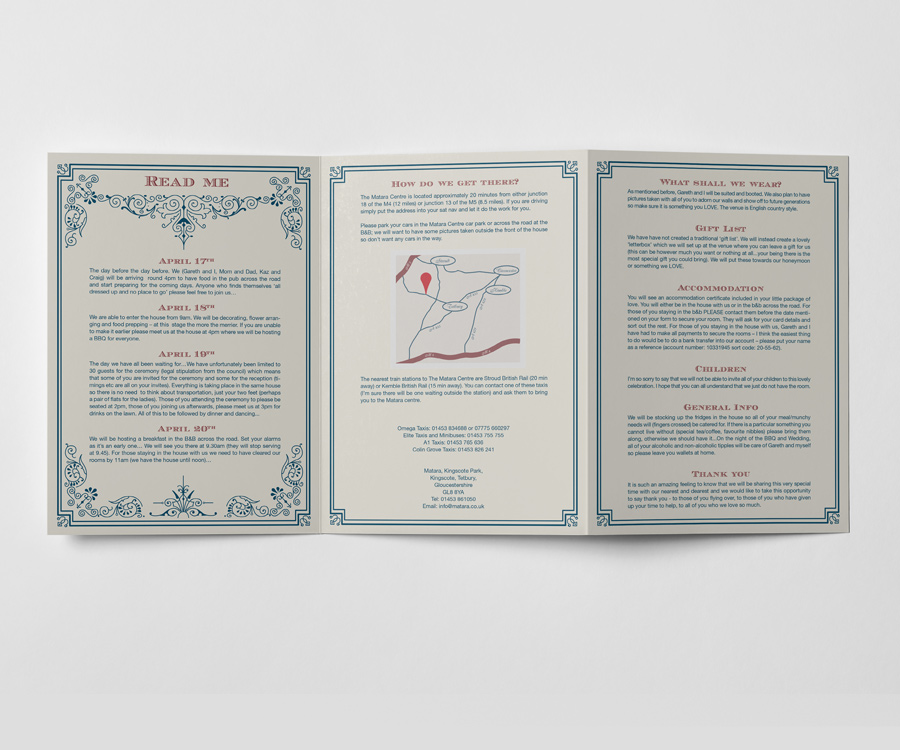 READ ME
APRIL 17TH
The day before the day before. We (Gareth and I, Mom and Dad, Kaz and
Craig) will be arriving round 4pm to have food in the pub across the road
and start preparing for the coming days. Anyone who finds themselves 'all
dressed up and no place to go' please feel free to join us...
APRIL 18TH
We are able to enter the house from 9am. We will be decorating, flower arran-
ging and food prepping – at this stage the more the merrier. If you are unable
to make it earlier please meet us at the house at 4pm where we will be hosting
a BBQ for everyone.
APRIL 19TH
The day we have all been waiting for...We have unfortunately been limited to
30 guests for the ceremony (legal stipulation from the council) which means
that some of you are invited for the ceremony and some for the reception (ti-
mings etc are all on your invites). Everything is taking place in the same house
so there is no need to think about transportation, just your two feet (perhaps
a pair of flats for the ladies). Those of you attending the ceremony to please be
seated at 2pm, those of you joining us afterwards, please meet us at 3pm for
drinks on the lawn. All of this to be followed by dinner and dancing...
APRIL 20TH
We will be hosting a breakfast in the B&B across the road. Set your alarms
as it's an early one... We will see you there at 9.30am (they will stop serving
at 9.45). For those staying in the house with us we need to have cleared our
rooms by 11am (we have the house until noon)...
HOW DO WE GET THERE?
The Matara Centre is located approximately 20 minutes from either junction
18 of the M4 (12 miles) or junction 13 of the M5 (8.5 miles). If you are driving
simply put the address into your sat nav and let it do the work for you.
Please park your cars in the Matara Centre car park or across the road at the
B&B; we will want to have some pictures taken outside the front of the house
so don't want any cars in the way.
The nearest train stations to The Matara Centre are Stroud British Rail (20 min
away) or Kemble British Rail (15 min away). You can contact one of these taxis
(I'm sure there will be one waiting outside the station) and ask them to bring
you to the Matara centre.
Omega Taxis: 01453 834688 or 07775 660297
Elite Taxis and Minibuses: 01453 755 755
A1 Taxis: 01453 765 636
Colin Grove Taxis: 01453 826 241
Matara, Kingscote Park,
Kingscote, Tetbury,
Gloucestershire
GL8 8YA
Tel: 01453 861050
Email: info@matara.co.uk
WHAT SHALL WE WEAR?
As mentioned before, Gareth and I will be suited and booted. We also plan to have
pictures taken with all of you to adorn our walls and show off to future generations
so make sure it is something you LOVE. The venue is English country style.
GIFT LIST
We have have not created a traditional 'gift list'. We will instead create a lovely
'letterbox' which we will set up at the venue where you can leave a gift for us
(this can be however much you want or nothing at all...your being there is the
most special gift you could bring). We will put these towards our honeymoon
or something we LOVE.
ACCOMMODATION
You will see an accommodation certificate included in your little package of
love. You will either be in the house with us or in the b&b across the road. For
those of you staying in the b&b PLEASE contact them before the date menti-
oned on your form to secure your room. They will ask for your card details and
sort out the rest. For those of you staying in the house with us, Gareth and I
have had to make all payments to secure the rooms – I think the easiest thing
to do would be to do a bank transfer into our account – please put your name
as a reference (account number: 10331945 sort code: 20-55-62).
CHILDREN
I'm so sorry to say that we will not be able to invite all of your children to this lovely
celebration. I hope that you can all understand that we just do not have the room.
GENERAL INFO
We will be stocking up the fridges in the house so all of your meal/munchy
needs will (fingers crossed) be catered for. If there is a particular something you
cannot live without (special tea/coffee, favourite nibbles) please bring them
along, otherwise we should have it...On the night of the BBQ and Wedding,
all of your alcoholic and non-alcoholic tipples will be care of Gareth and myself
so please leave you wallets at home.
THANK YOU
It is such an amazing feeling to know that we will be sharing this very special
time with our nearest and dearest and we would like to take this opportunity
to say thank you - to those of you flying over, to those of you who have given
up your time to help, to all of you who we love so much.